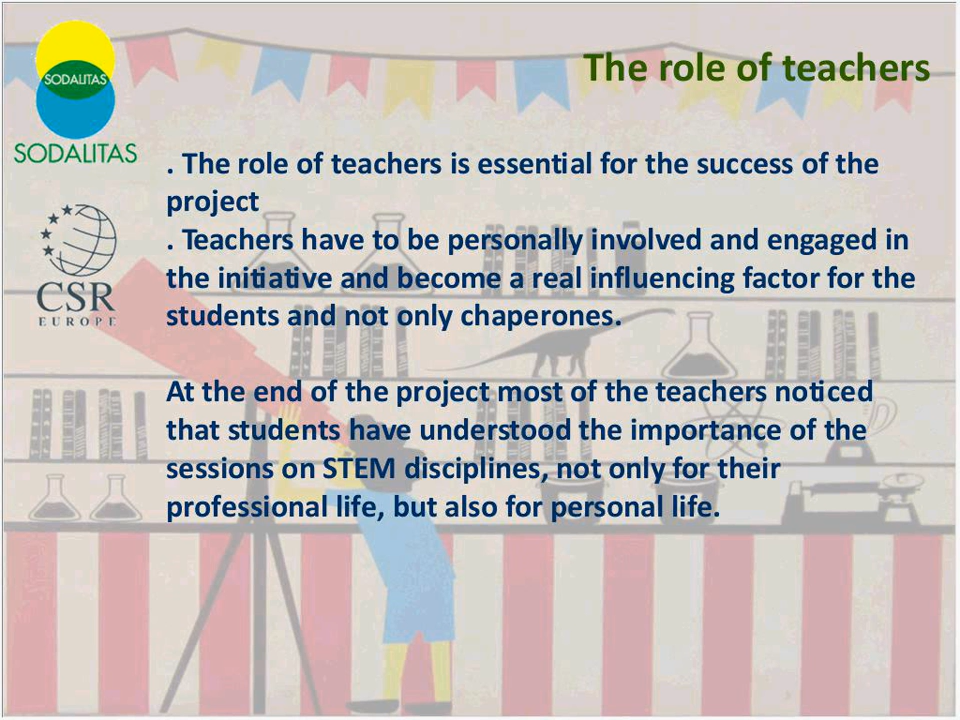 The role of teachers
SODALITAS
SODALITAS
. The role of teachers is essential for the success of the
project
. Teachers have to be personally involved and engaged in
the initiative and become a real influencing factor for the
students and not only chaperones.
CSR
EUROPE
At the end of the project most of the teachers noticed
that students have understood the importance of the
sessions on STEM disciplines, not only for their
professional life, but also for personal life.